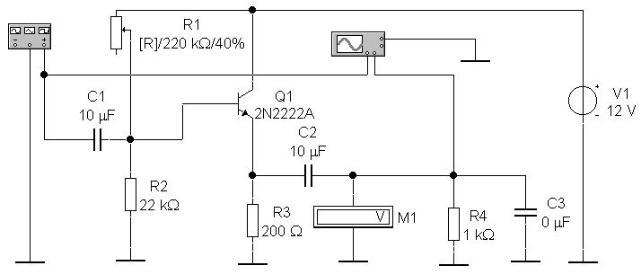 R1
[R]/220 kΩ/40%
C1
10 µF
Q1
2N2222A
V1
12 V
C2
10 µF
R2
22 kΩ
R3
200 Ω
V
M1
R4
1 kΩ
C3
0 µF
+
-